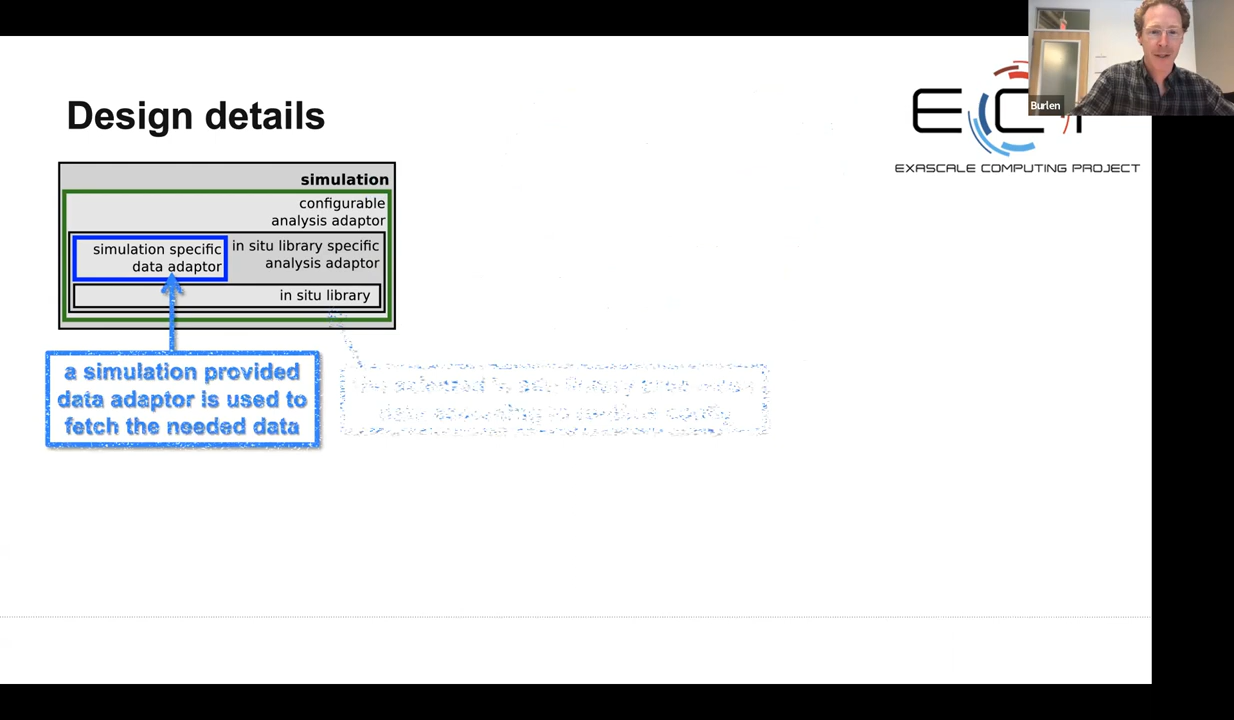 Design details
Burlen
EXASCALE COMPUTING PROJECT
simulation
configurable
analysis adaptor
simulation specific
data adaptor
in situ library specific
analysis adaptor
in situ library
a simulation provided
data adaptor is used to
fetch the needed data